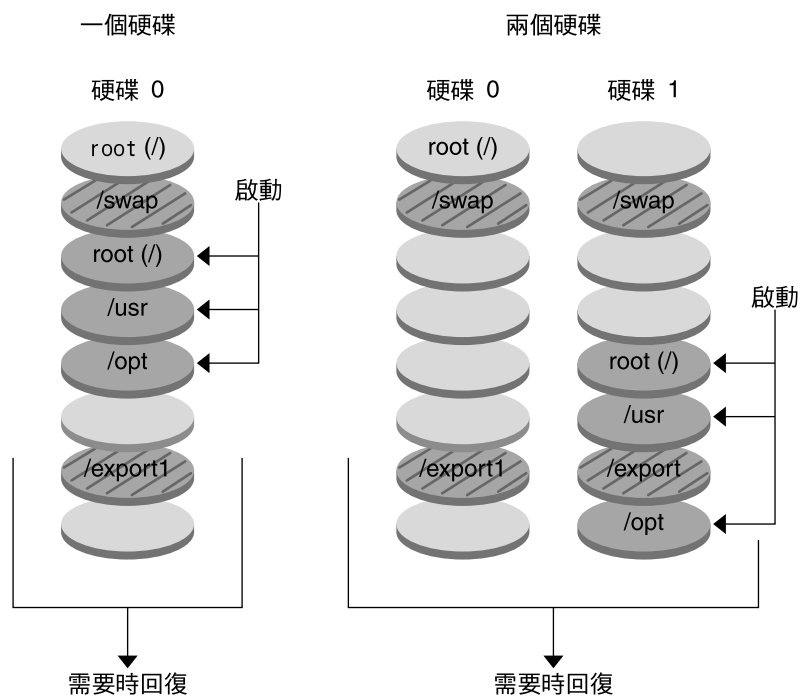 一個硬碟
硬碟 0
root (/)
/swap
啟動
root (/)
/usr
/opt
/export1
需要時回復
兩個硬碟
硬碟 0
root (/)
/swap
/export1
硬碟 1
/swap
啟動
root (/)
/usr
/export
/opt
需要時回復